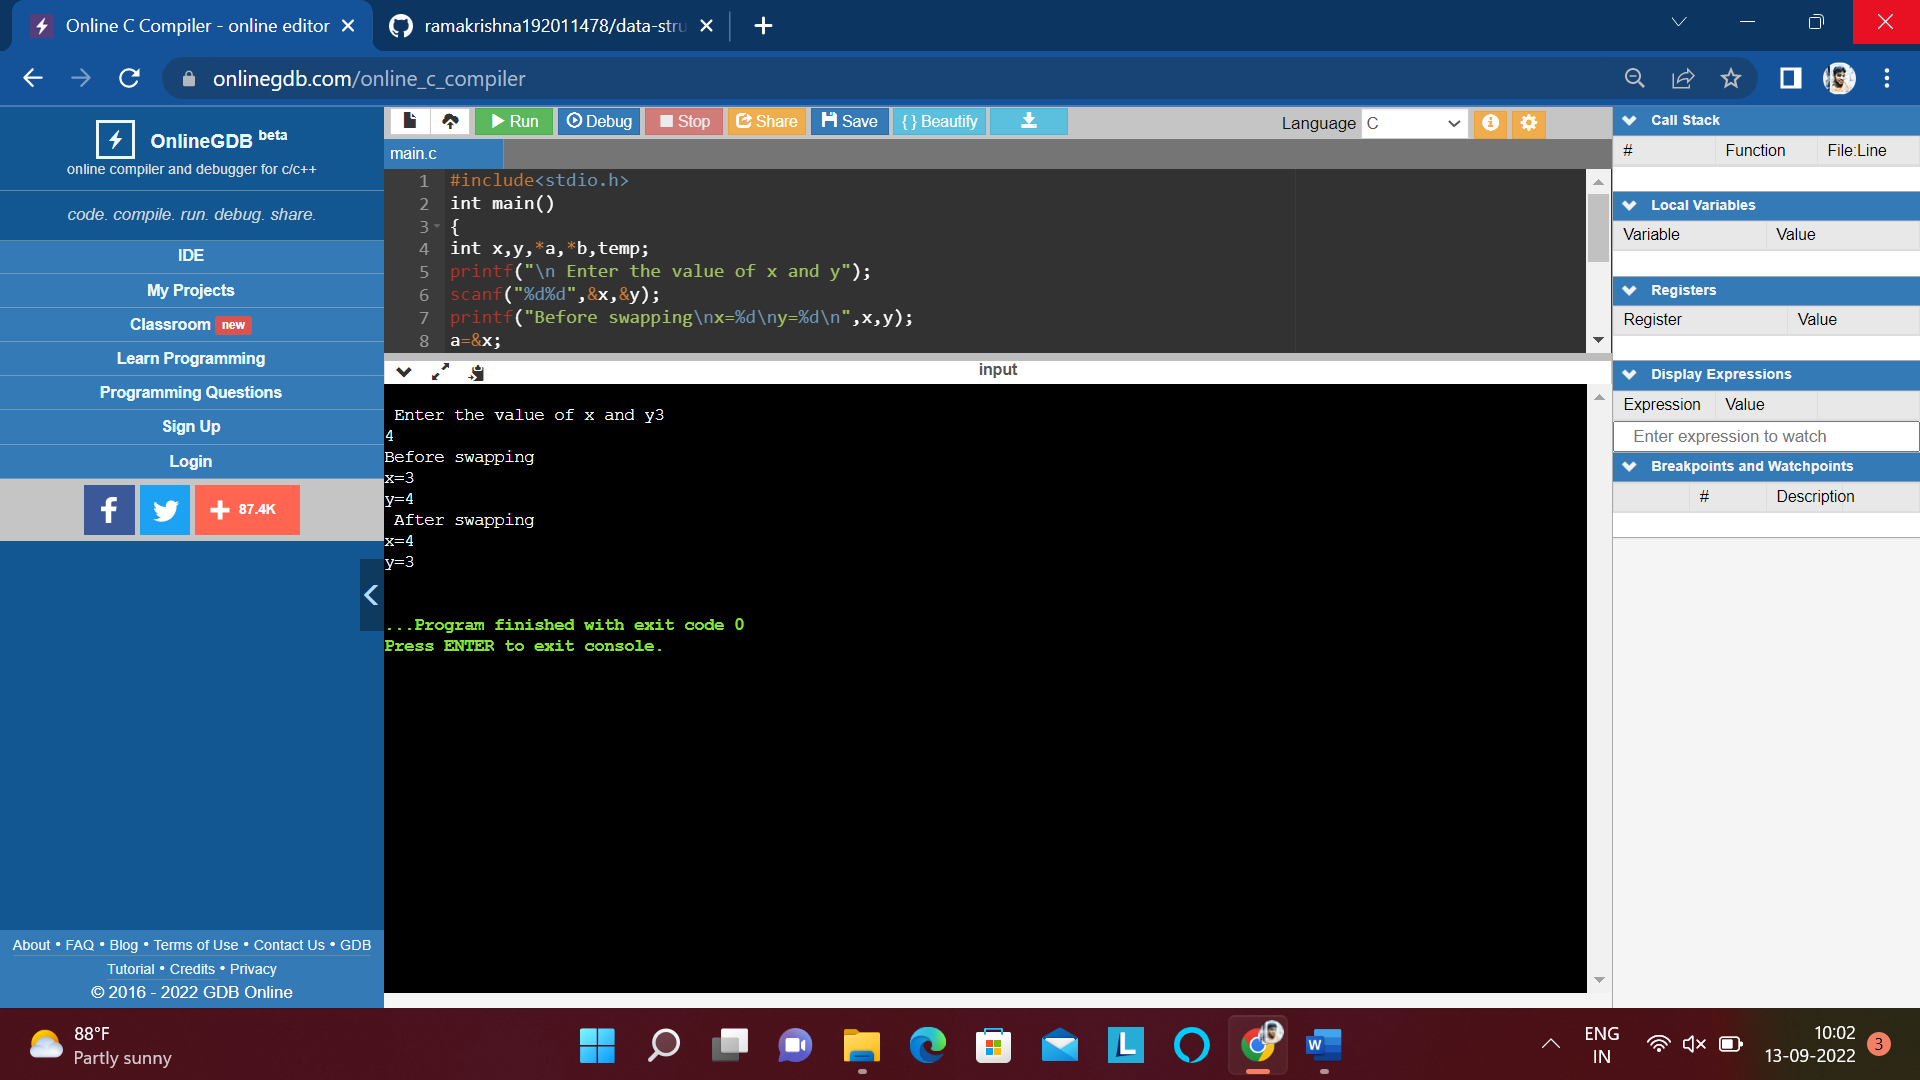 Online C Compiler - online editor
ramakrishna192011478/data-stru
onlinegdb.com/online_c_compiler
OnlineGDB beta
online compiler and debugger for c/c++
code. compile. run. debug. share.
IDE
My Projects
Classroom new
Learn Programming
Programming Questions
Sign Up
Login
f
87.4K
About • FAQ • Blog • Terms of Use • Contact Us • GDB
Tutorial • Credits • Privacy
© 2016 - 2022 GDB Online
Run Debug Stop Share Save { } Beautify
Language C
main.c
1 #include<stdio.h>
2 int main()
3 {
4 int x,y,*a,*b,temp;
5 printf("\n Enter the value of x and y");
6 scanf("%d%d",&x,&y);
7 printf("Before swapping\nx=%d\ny=%d\n",x,y);
8 a=&x;
input
Enter the value of x and y3
4
Before swapping
x=3
y=4
After swapping
x=4
y=3
...Program finished with exit code 0
Press ENTER to exit console.
Call Stack
# Function File:Line
Local Variables
Variable Value
Registers
Register Value
Display Expressions
Expression Value
Enter expression to watch
Breakpoints and Watchpoints
# Description
88°F
Partly sunny
L
W
ENG
IN
10:02
13-09-2022
3